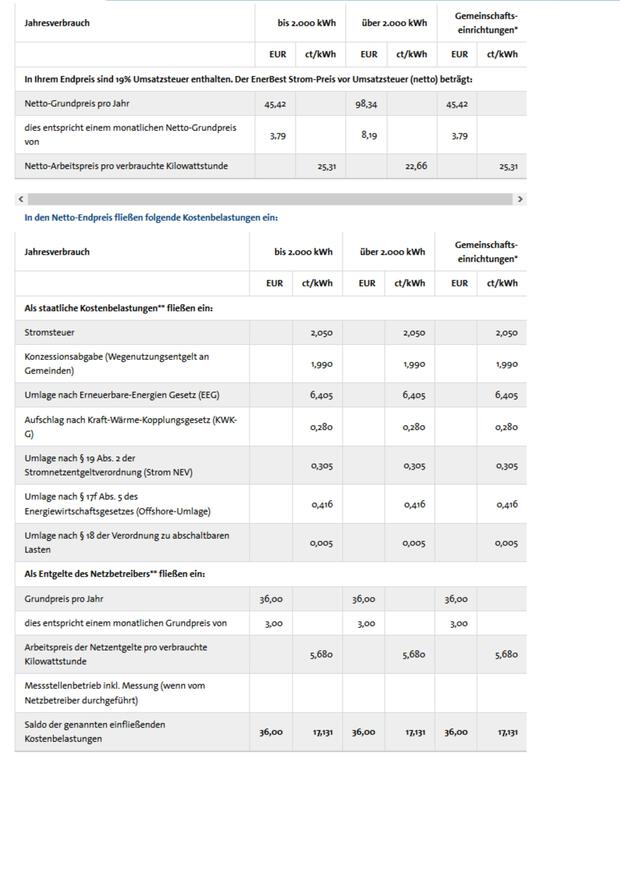 Jahresverbrauch bis 2.000 kWh über 2.000 kWh Gemeinschafts-
einrichtungen*
EUR ct/kWh EUR ct/kWh EUR ct/kWh
In Ihrem Endpreis sind 19% Umsatzsteuer enthalten. Der EnerBest Strom-Preis vor Umsatzsteuer (netto) beträgt:
Netto-Grundpreis pro Jahr 45,42 98,34 45,42
dies entspricht einem monatlichen Netto-Grundpreis
von 3,79 8,19 3,79
Netto-Arbeitspreis pro verbrauchte Kilowattstunde 25,31 22,66 25,31
In den Netto-Endpreis fließen folgende Kostenbelastungen ein:
Jahresverbrauch bis 2.000 kWh über 2.000 kWh Gemeinschafts-
einrichtungen*
EUR ct/kWh EUR ct/kWh EUR ct/kWh
Als staatliche Kostenbelastungen** fließen ein:
Stromsteuer 2,050 2,050 2,050
Konzessionsabgabe (Wegenutzungsentgelt an
Gemeinden) 1,990 1,990 1,990
Umlage nach Erneuerbare-Energien Gesetz (EEG) 6,405 6,405 6,405
Aufschlag nach Kraft-Wärme-Kopplungsgesetz (KWK-
G) 0,280 0,280 0,280
Umlage nach § 19 Abs. 2 der
Stromnetzentgeltverordnung (Strom NEV) 0,305 0,305 0,305
Umlage nach § 17f Abs. 5 des
Energiewirtschaftsgesetzes (Offshore-Umlage) 0,416 0,416 0,416
Umlage nach § 18 der Verordnung zu abschaltbaren
Lasten 0,005 0,005 0,005
Als Entgelte des Netzbetreibers** fließen ein:
Grundpreis pro Jahr 36,00 36,00 36,00
dies entspricht einem monatlichen Grundpreis von 3,00 3,00 3,00
Arbeitspreis der Netzentgelte pro verbrauchte
Kilowattstunde 5,680 5,680 5,680
Messstellenbetrieb inkl. Messung (wenn vom
Netzbetreiber durchgeführt)
Saldo der genannten einfließenden
Kostenbelastungen 36,00 17,131 36,00 17,131 36,00 17,131